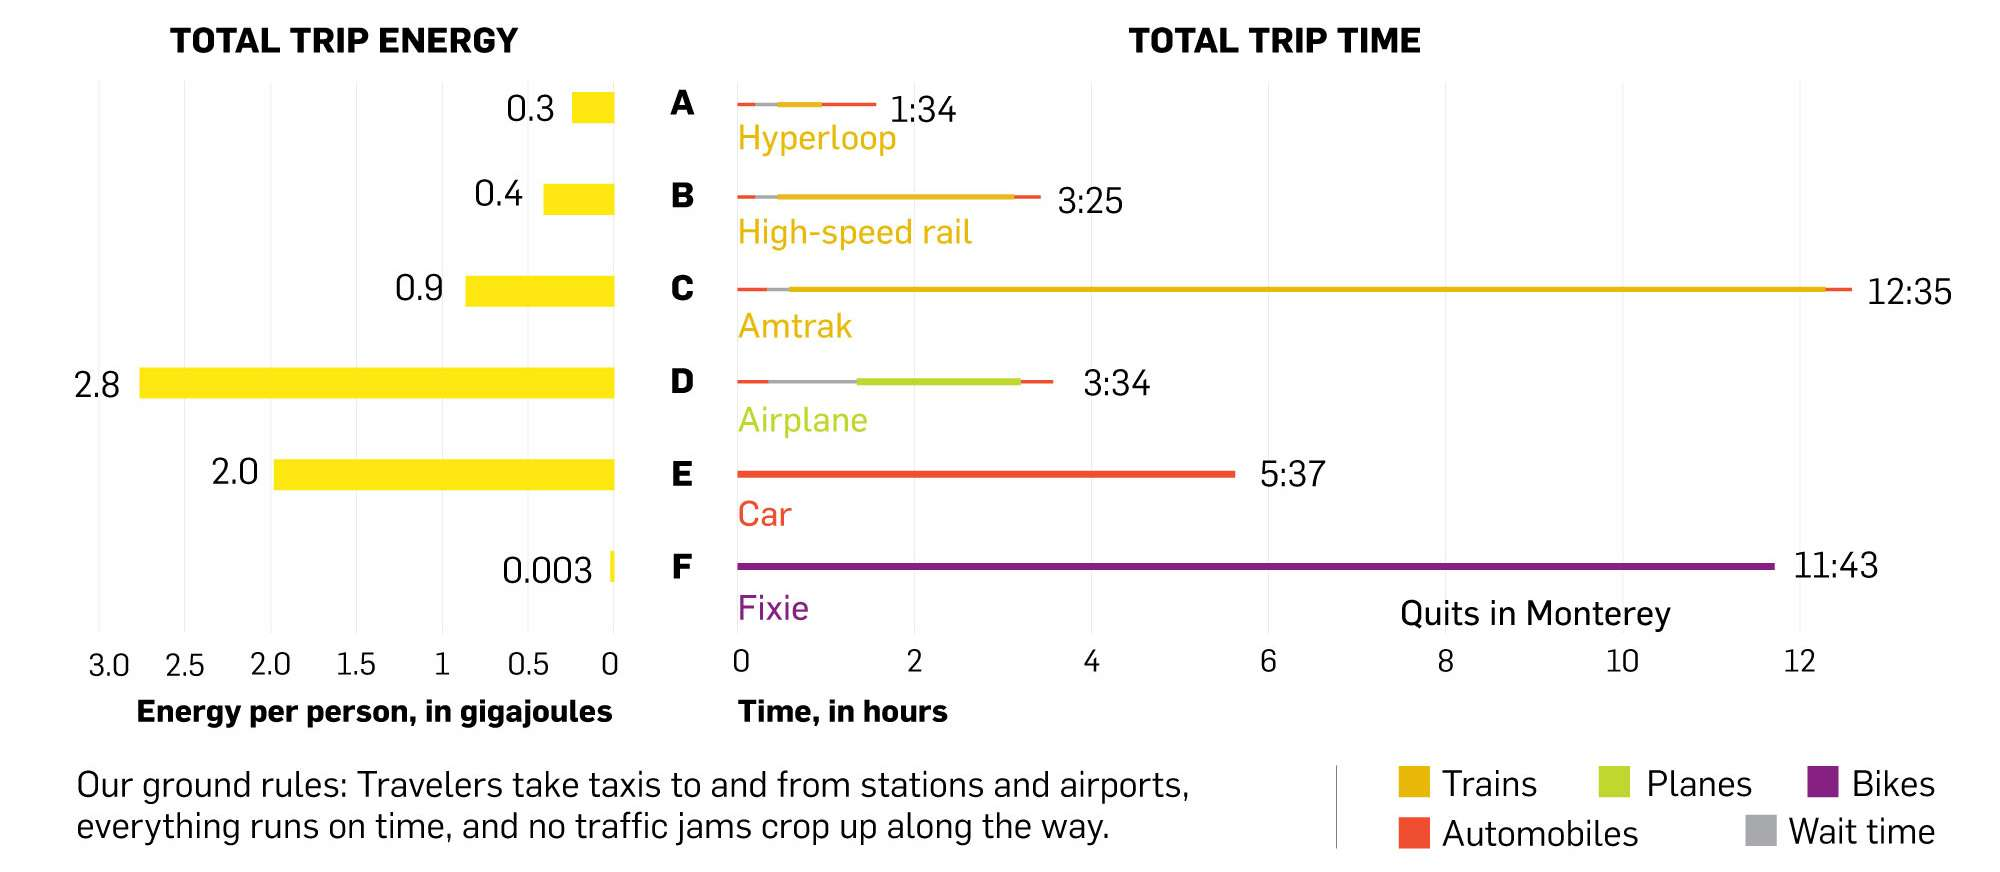 TOTAL TRIP ENERGY
TOTAL TRIP TIME
0.3
A
1:34
Hyperloop
0.4
B
3:25
High-speed rail
0.9
C
12:35
Amtrak
2.8
D
3:34
Airplane
2.0
E
5:37
Car
0.003
F
11:43
Fixie
Quits in Monterey
3.0 2.5 2.0 1.5 1 0.5 0
0 2 4 6 8 10 12
Energy per person, in gigajoules
Time, in hours
Our ground rules: Travelers take taxis to and from stations and airports,
everything runs on time, and no traffic jams crop up along the way.
Trains Planes Bikes
Automobiles Wait time